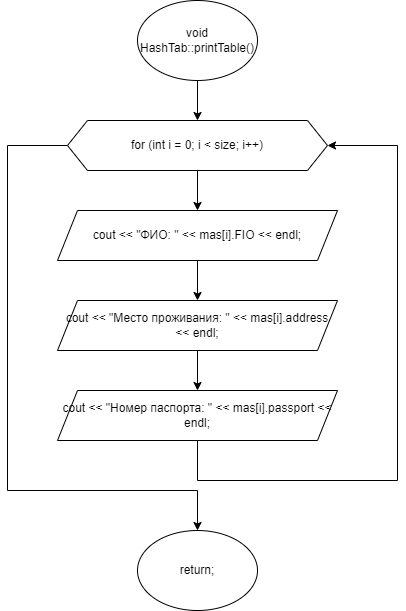 void
HashTab::printTable()
for (int i = 0; i < size; i++)
cout << "ФИО: " << mas[i].FIO << endl;
cout << "Место проживания: " << mas[i].address
<< endl;
cout << "Номер паспорта: " << mas[i].passport <<
endl;
return;